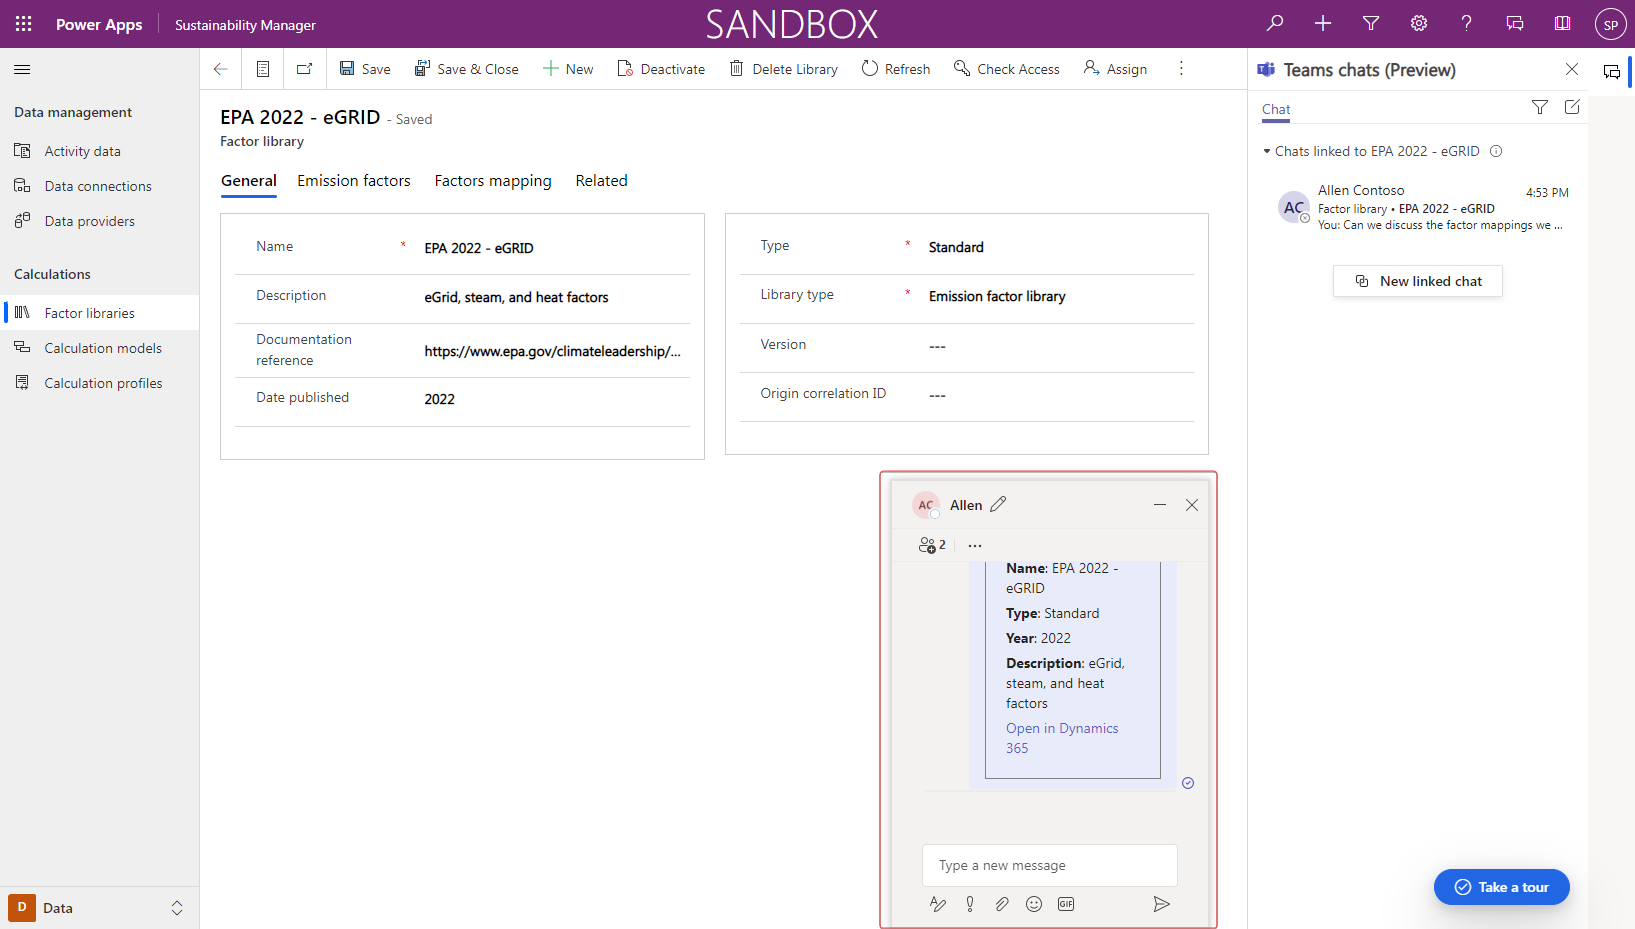 Power Apps
Sustainability Manager
SANDBOX
SP
Save
Save & Close
New
Deactivate
Delete Library
Refresh
Check Access
Assign
Data management
Activity data
Data connections
Data providers
Calculations
Factor libraries
Calculation models
Calculation profiles
D Data
EPA 2022 - eGRID - Saved
Factor library
General
Emission factors
Factors mapping
Related
Name * EPA 2022 - eGRID
Description eGrid, steam, and heat factors
Documentation
reference
https://www.epa.gov/climateleadership/...
Date published 2022
Type * Standard
Library type * Emission factor library
Version ---
Origin correlation ID ---
AC Allen
2 ...
Name: EPA 2022 -
eGRID
Type: Standard
Year: 2022
Description: eGrid,
steam, and heat
factors
Open in Dynamics
365
Type a new message
GIF
Teams chats (Preview)
Chat
Chats linked to EPA 2022 - eGRID
AC
Allen Contoso 4:53 PM
Factor library • EPA 2022 - eGRID
You: Can we discuss the factor mappings we ...
New linked chat
Take a tour